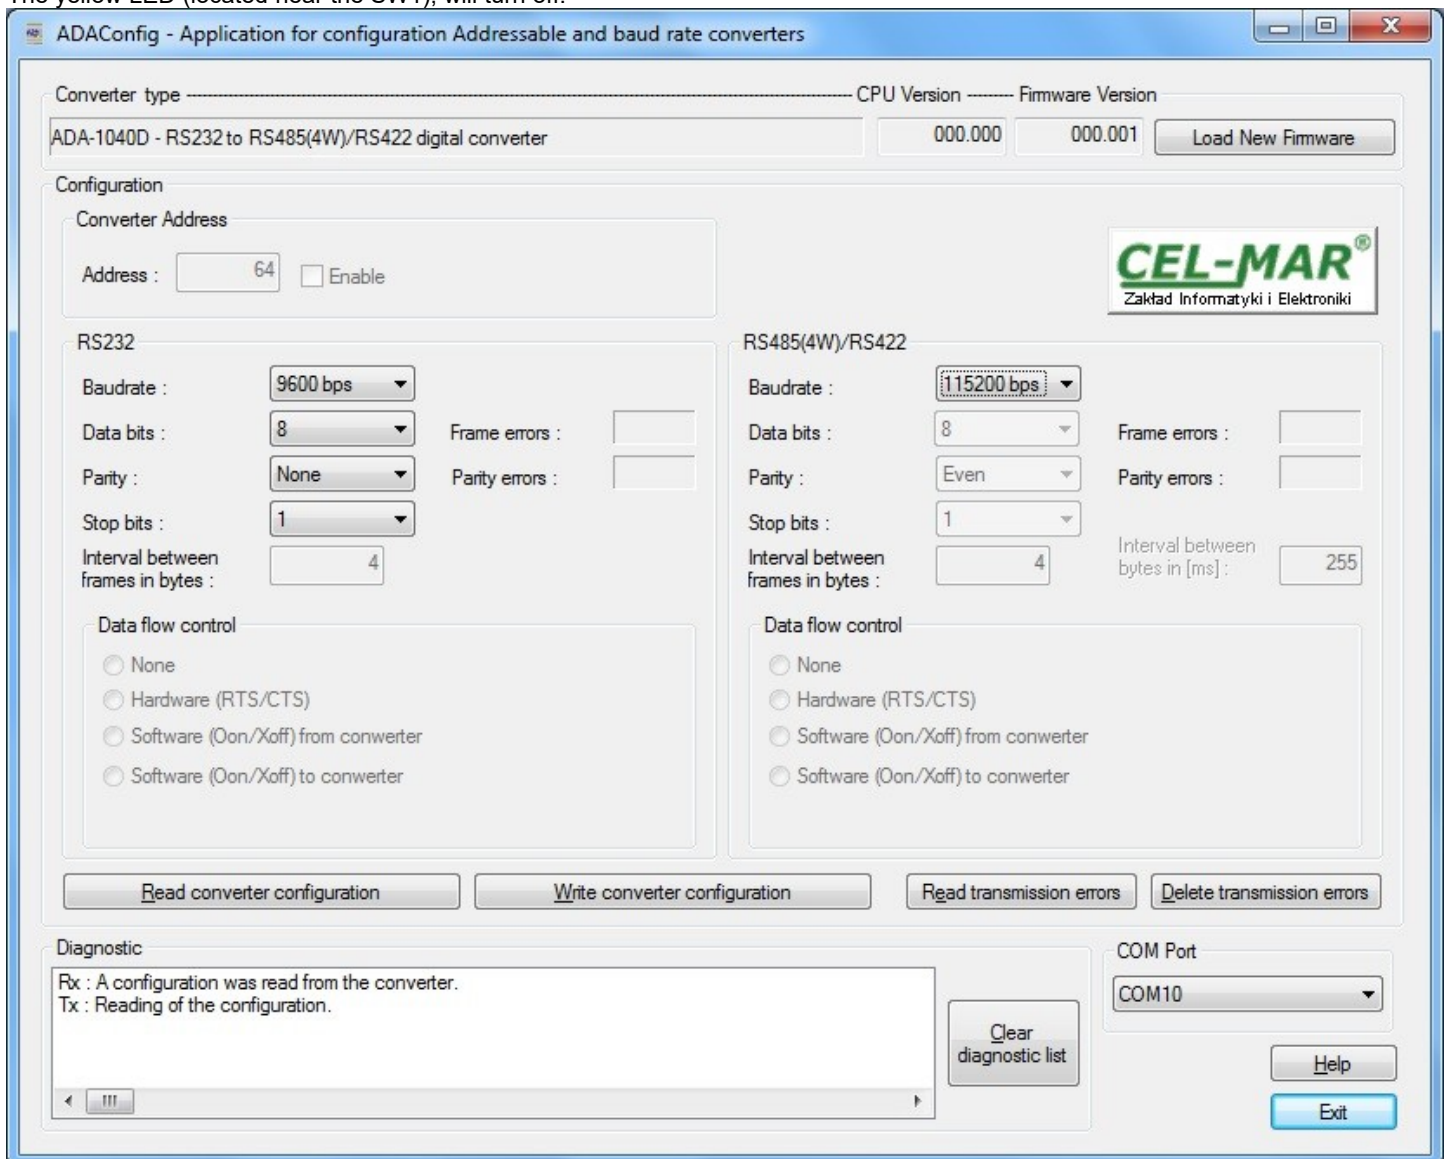 The yellow LED (located near the SW1), will turn off.
ADAConfig - Application for configuration Addressable and baud rate converters
Converter type CPU Version Firmware Version
ADA-1040D - RS232 to RS485(4W)/RS422 digital converter 000.000 000.001 Load New Firmware
Configuration
Converter Address
Address : 64 Enable
CEL-MAR®
Zakład Informatyki i Elektroniki
RS232
Baudrate : 9600 bps
Data bits : 8 Frame errors :
Parity : None Parity errors :
Stop bits : 1
Interval between
frames in bytes : 4
Data flow control
None
Hardware (RTS/CTS)
Software (Oon/Xoff) from conwerter
Software (Oon/Xoff) to conwerter
RS485(4W)/RS422
Baudrate : 115200 bps
Data bits : 8 Frame errors :
Parity : Even Parity errors :
Stop bits : 1
Interval between
frames in bytes : 4
Interval between
bytes in [ms] : 255
Data flow control
None
Hardware (RTS/CTS)
Software (Oon/Xoff) from conwerter
Software (Oon/Xoff) to conwerter
Read converter configuration Write converter configuration Read transmission errors Delete transmission errors
Diagnostic
Rx : A configuration was read from the converter.
Tx : Reading of the configuration.
Clear
diagnostic list
COM Port
COM10
Help
Exit